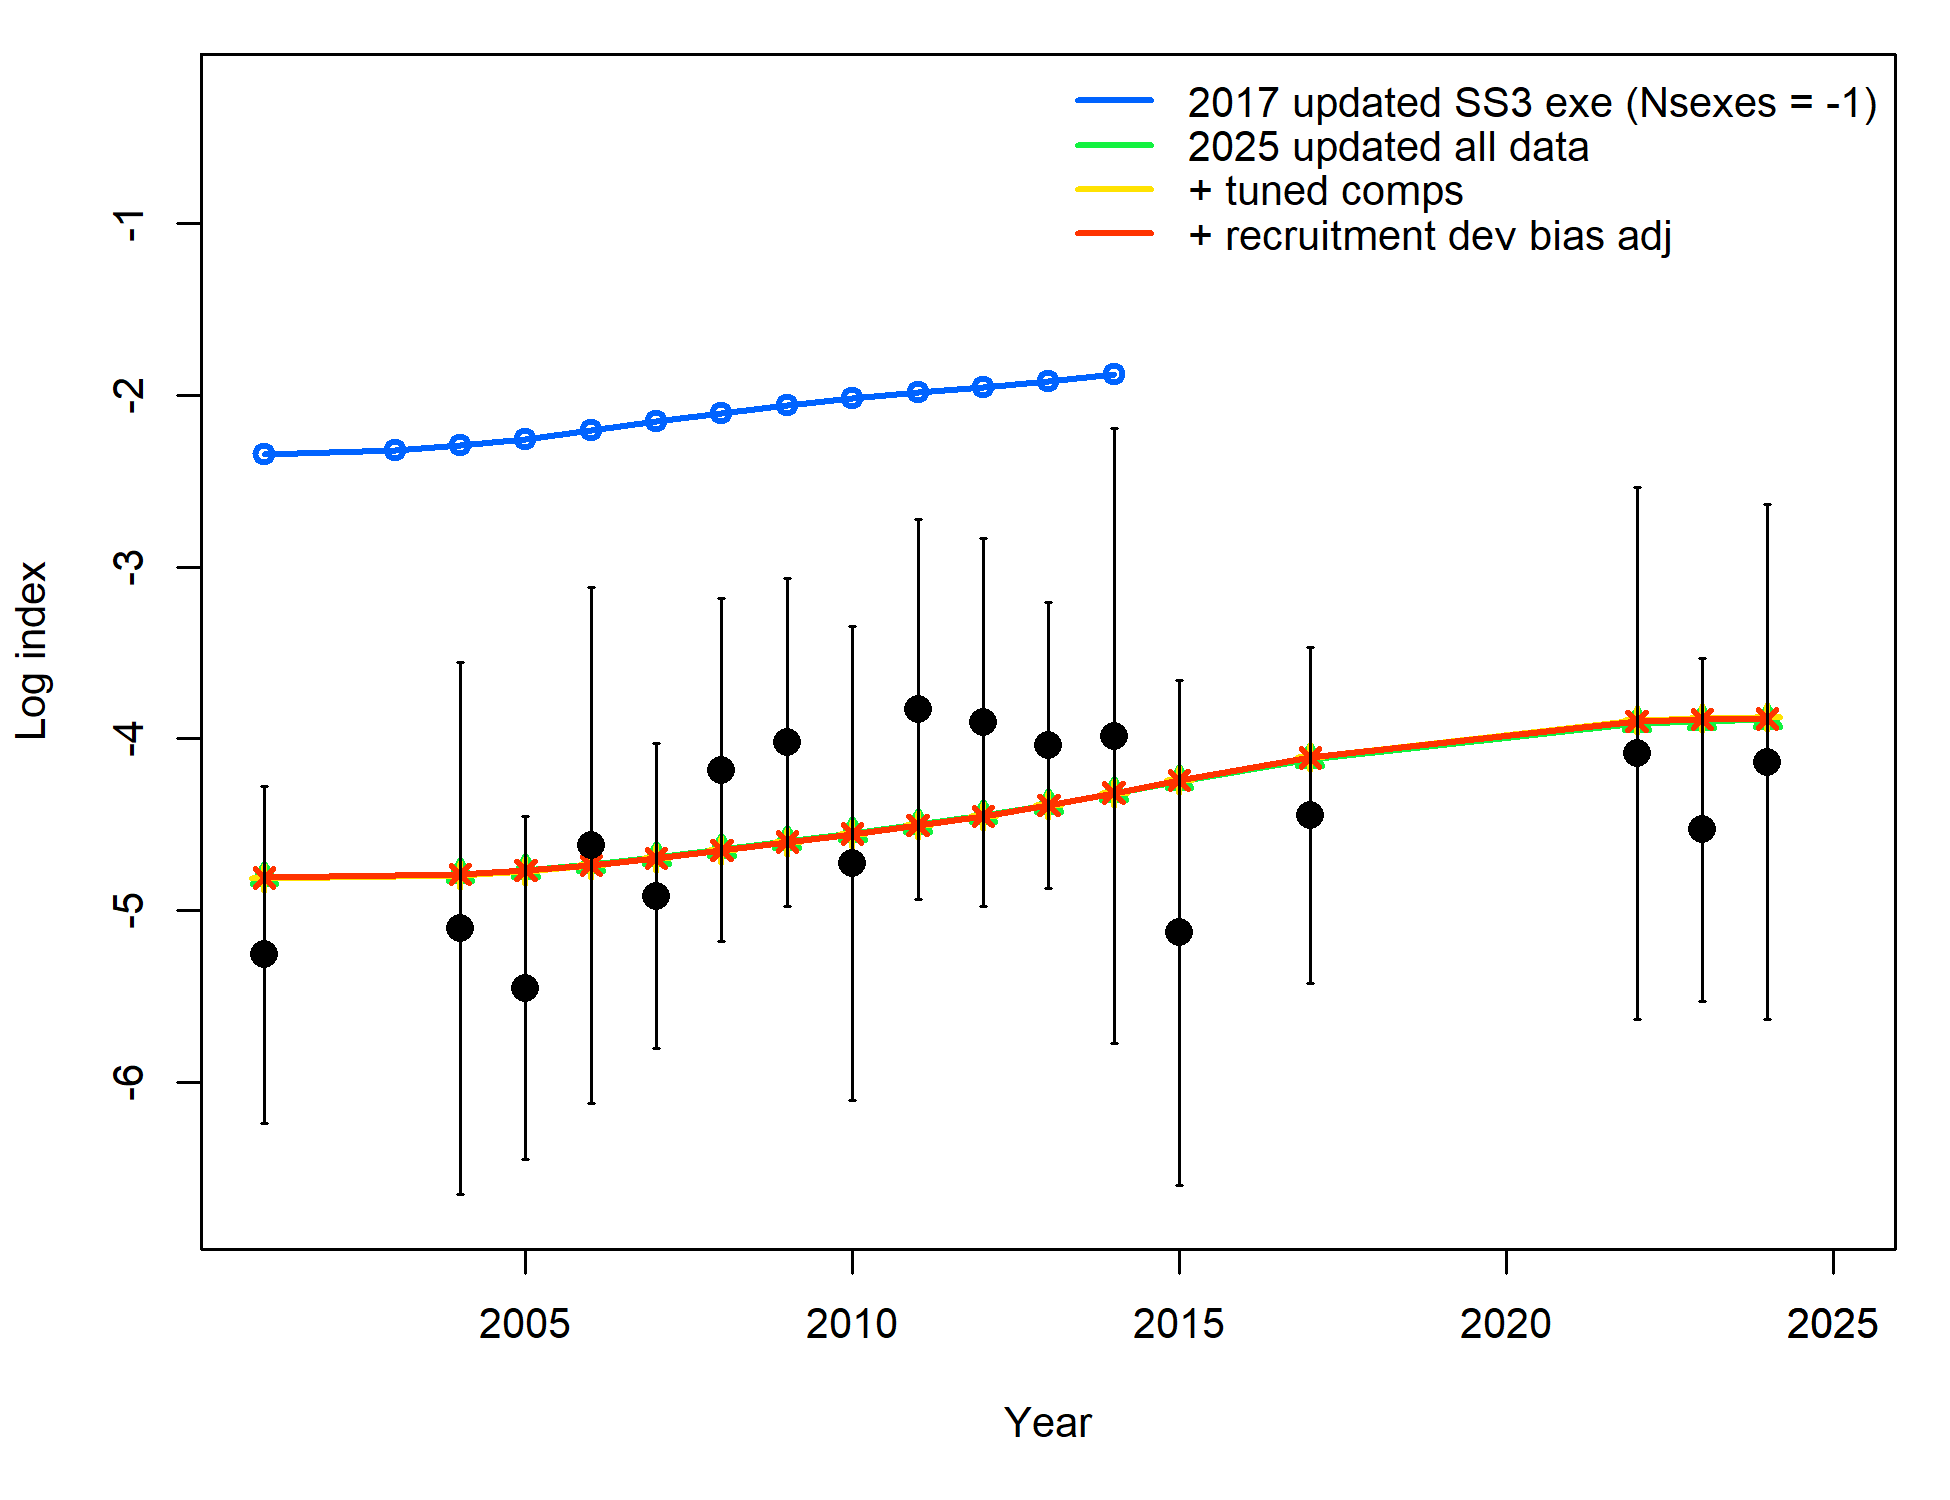 2017 updated SS3 exe (Nsexes = -1)
2025 updated all data
+ tuned comps
+ recruitment dev bias adj
-1
-2
-3
-4
-5
-6
Log index
2005 2010 2015 2020 2025
Year